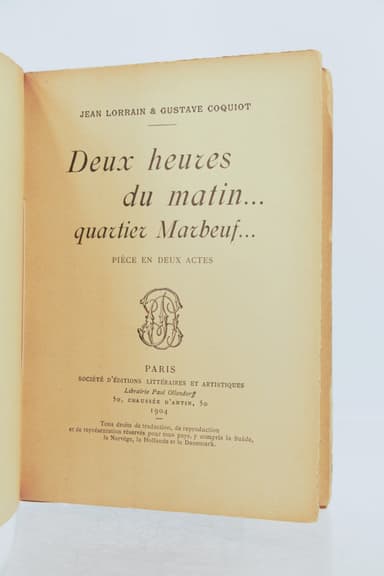 JEAN LORRAIN & GUSTAVE COQUIOT
Deux heures
du matin...
quartier Marbeuf...
PIÈCE EN DEUX ACTES
PARIS
SOCIÉTÉ D'ÉDITIONS LITTÉRAIRES ET ARTISTIQUES
Librairie Paul Ollendorff
50, CHAUSSÉE D'ANTIN, 50
1904
Tous droits de traduction, de reproduction
et de représentation réservés pour tous pays, y compris la Suède,
la Norvège, la Hollande et le Danemark.